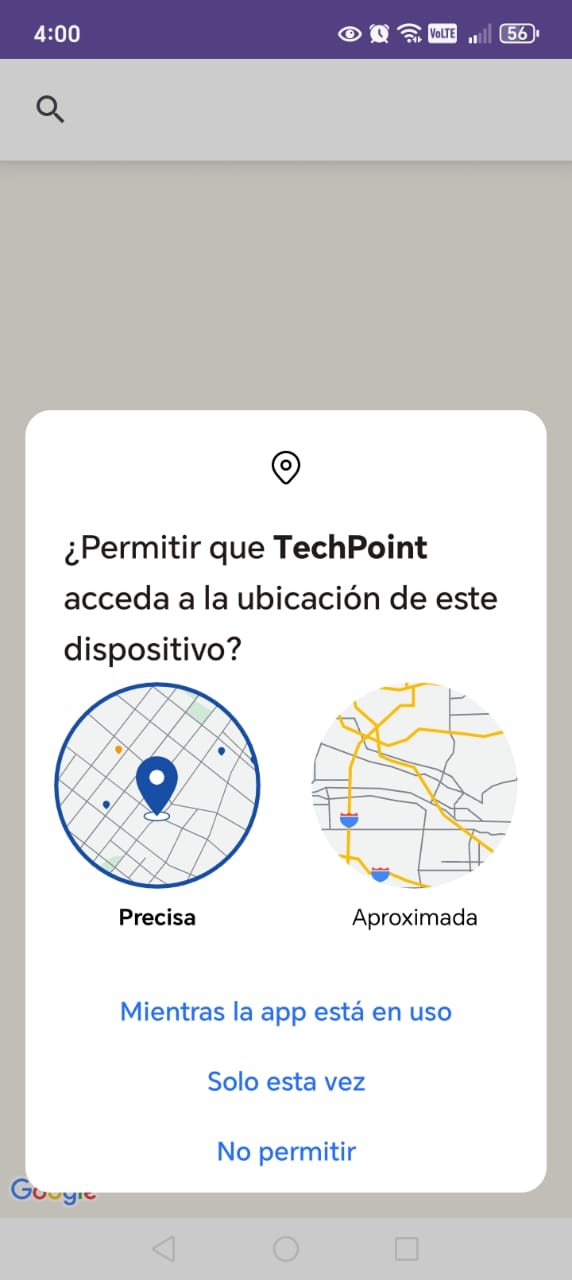 4:00
VoLTE
56
¿Permitir que TechPoint
acceda a la ubicación de este
dispositivo?
Precisa
Aproximada
Mientras la app está en uso
Solo esta vez
No permitir
Google